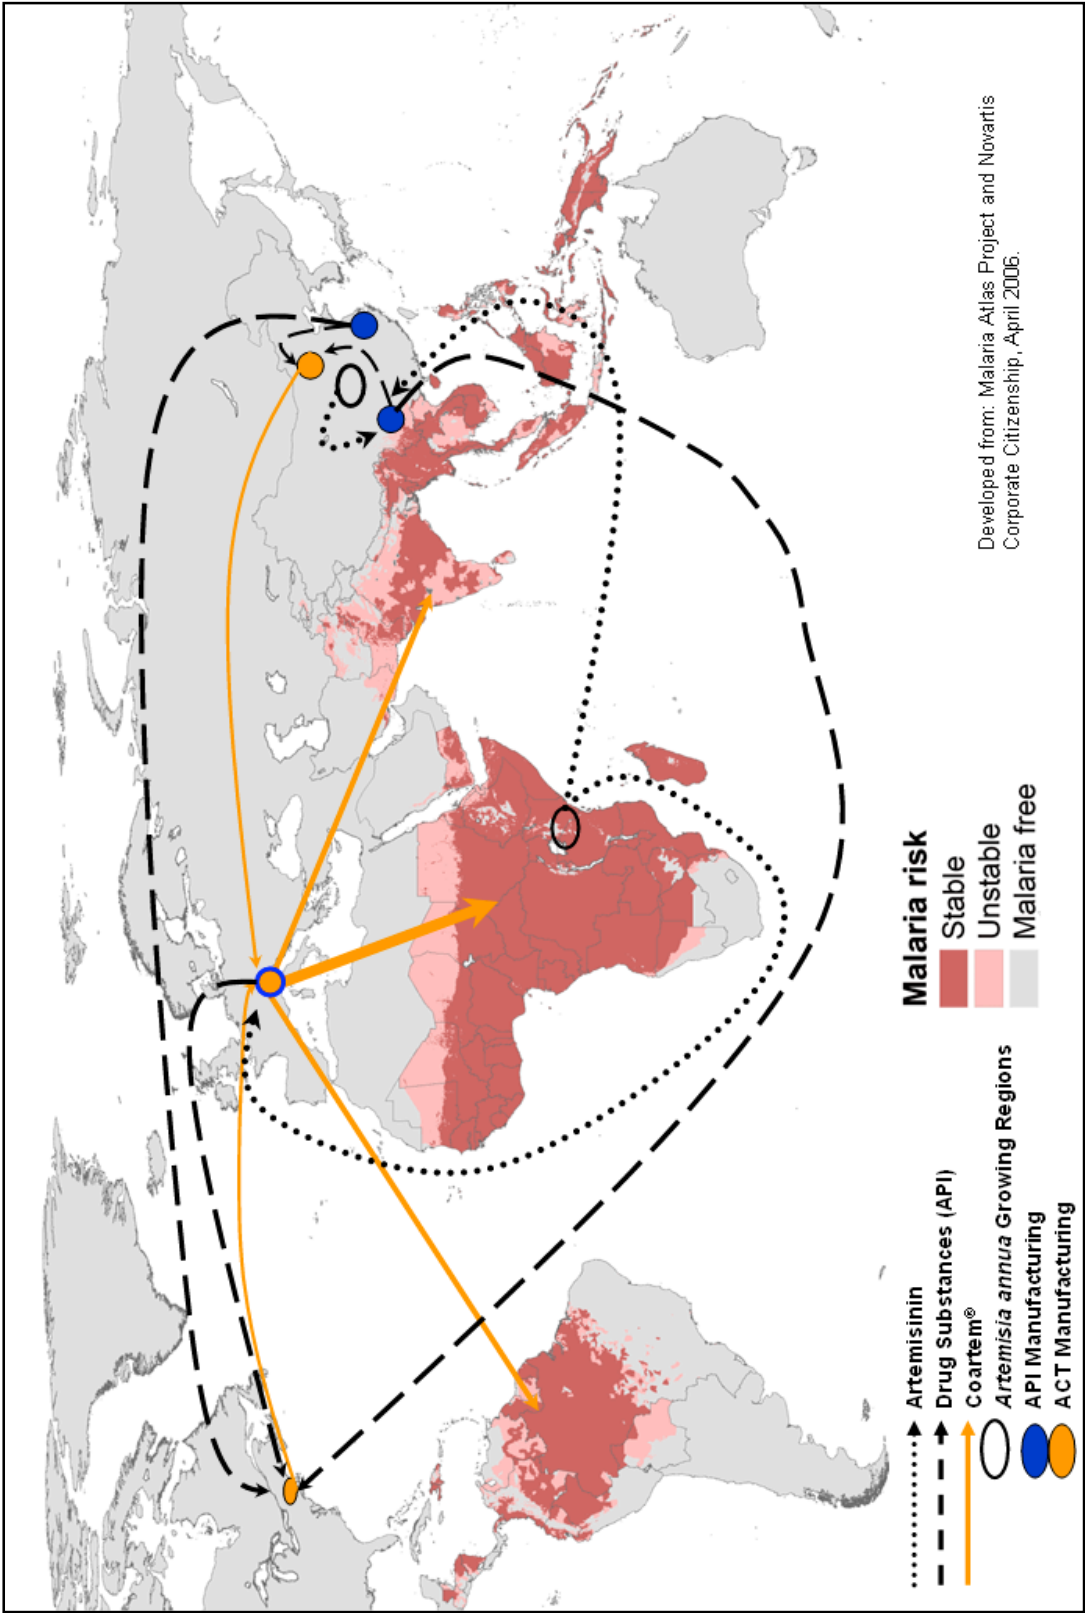 Developed from: Malaria Atlas Project and Novartis
Corporate Citizenship, April 2006.
Malaria risk
Stable
Unstable
Malaria free
Artemisinin
Drug Substances (API)
Coartem®
Artemisia annua Growing Regions
API Manufacturing
ACT Manufacturing